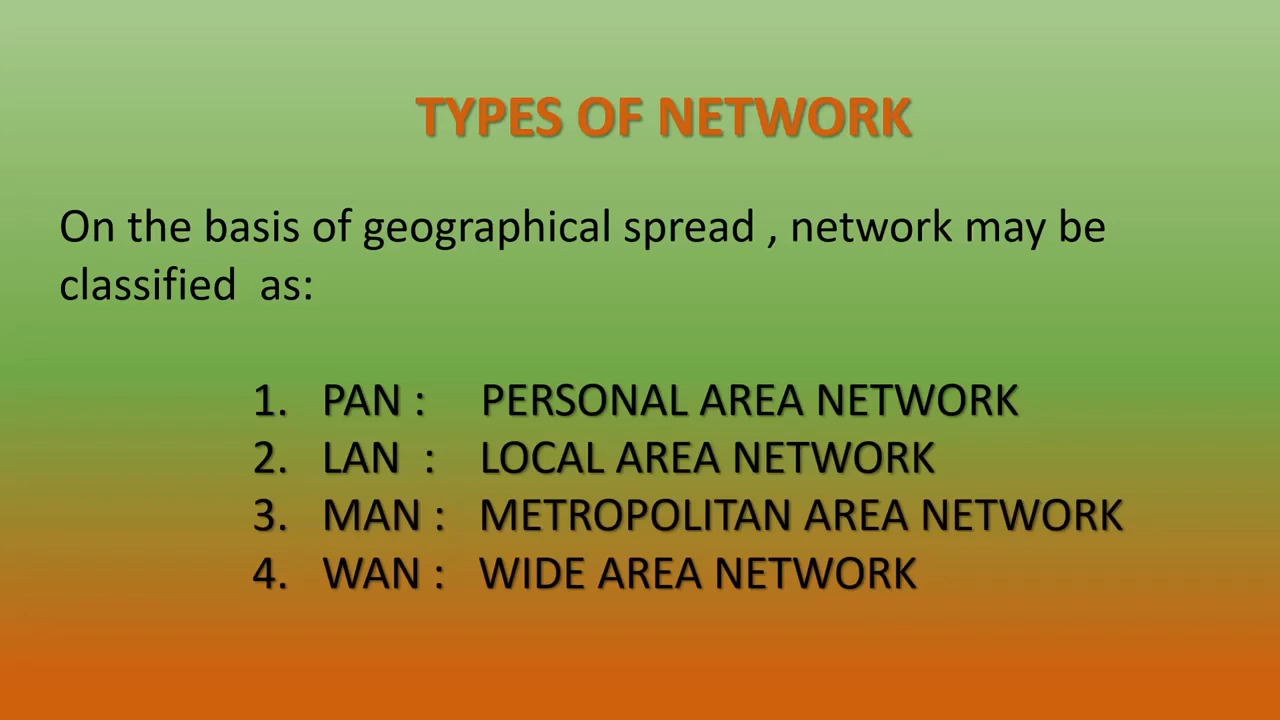 TYPES OF NETWORK
On the basis of geographical spread , network may be
classified as:
1. PAN : PERSONAL AREA NETWORK
2. LAN : LOCAL AREA NETWORK
3. MAN : METROPOLITAN AREA NETWORK
4. WAN : WIDE AREA NETWORK